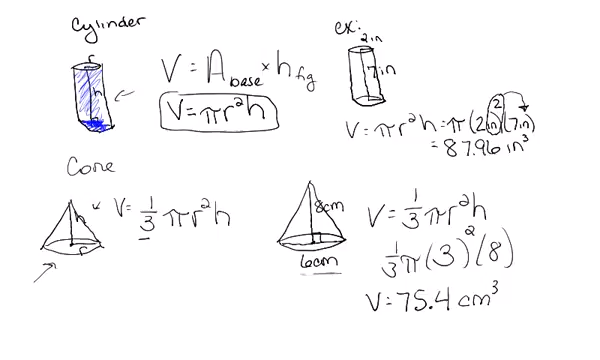 Cylinder
r
h
V = A base × h fig
V = πr²h
ex:
2in
7in
V = πr²h = π(2in)²(7in)
= 87.96 in³
Cone
h
r
V = 1/3 πr²h
8cm
6cm
V = 1/3 πr²h
1/3 π(3)²(8)
V = 75.4 cm³